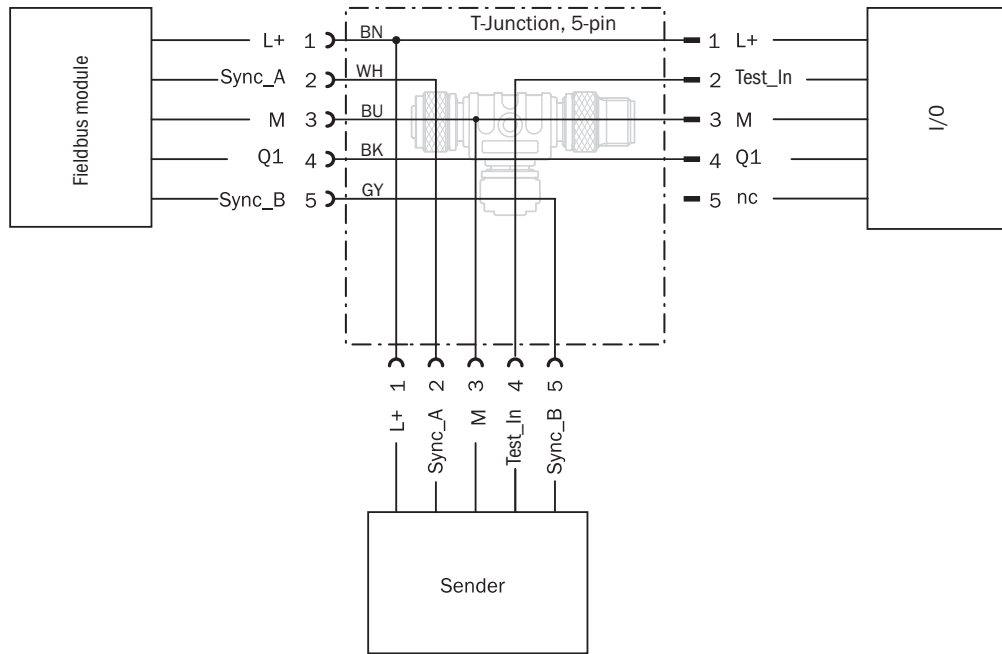 T-Junction, 5-pin
Fieldbus module
L+ 1 BN
Sync_A 2 WH
M 3 BU
Q1 4 BK
Sync_B 5 GY
1 L+
2 Test_In
3 M
4 Q1
5 nc
I/0
1 2 3 4 5
L+ Sync_A M Test_In Sync_B
Sender